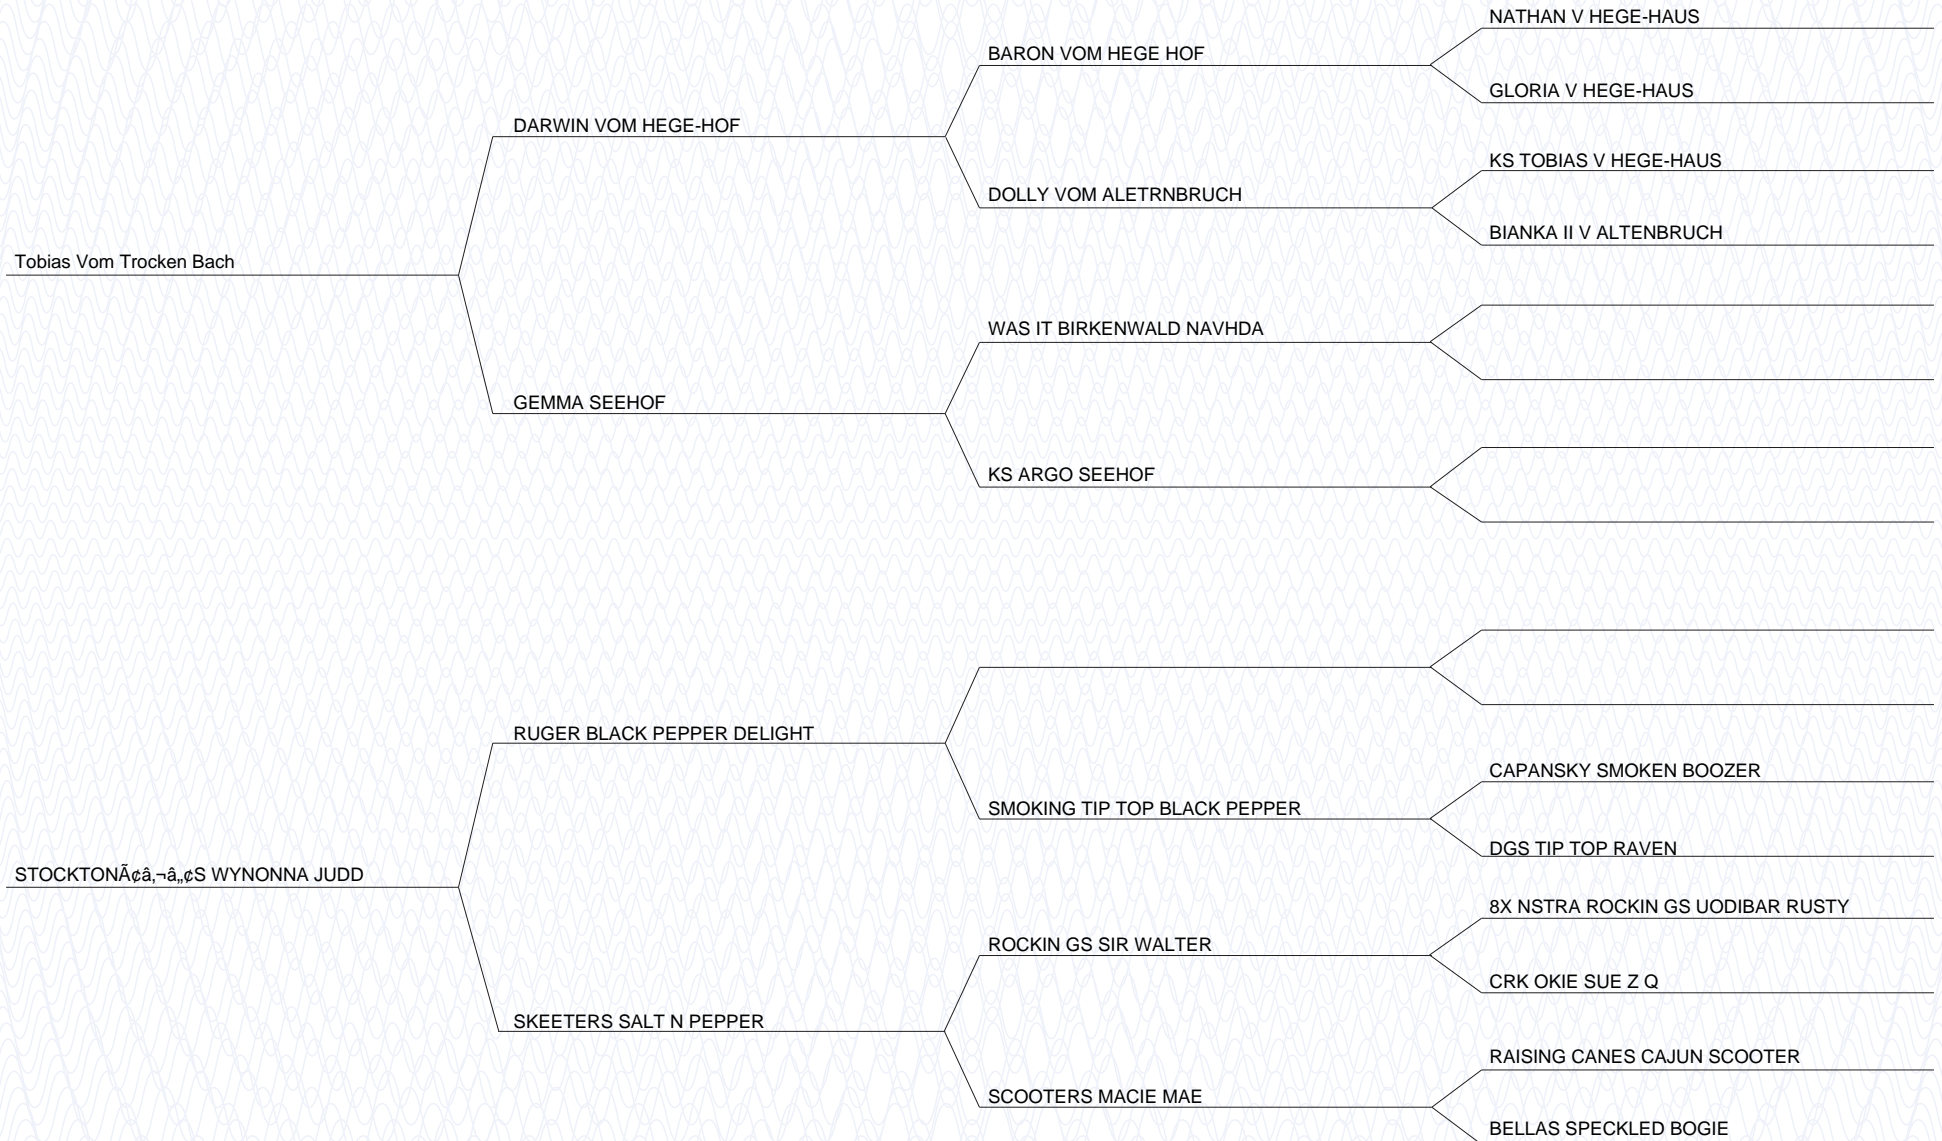 NATHAN V HEGE-HAUS
BARON VOM HEGE HOF
GLORIA V HEGE-HAUS
DARWIN VOM HEGE-HOF
KS TOBIAS V HEGE-HAUS
DOLLY VOM ALETRNBRUCH
BIANKA II V ALTENBRUCH
Tobias Vom Trocken Bach
WAS IT BIRKENWALD NAVHDA
GEMMA SEEHOF
KS ARGO SEEHOF
RUGER BLACK PEPPER DELIGHT
CAPANSKY SMOKEN BOOZER
SMOKING TIP TOP BLACK PEPPER
DGS TIP TOP RAVEN
STOCKTONÃ¢â‚¬â„¢S WYNONNA JUDD
8X NSTRA ROCKIN GS UODIBAR RUSTY
ROCKIN GS SIR WALTER
CRK OKIE SUE Z Q
SKEETERS SALT N PEPPER
RAISING CANES CAJUN SCOOTER
SCOOTERS MACIE MAE
BELLAS SPECKLED BOGIE